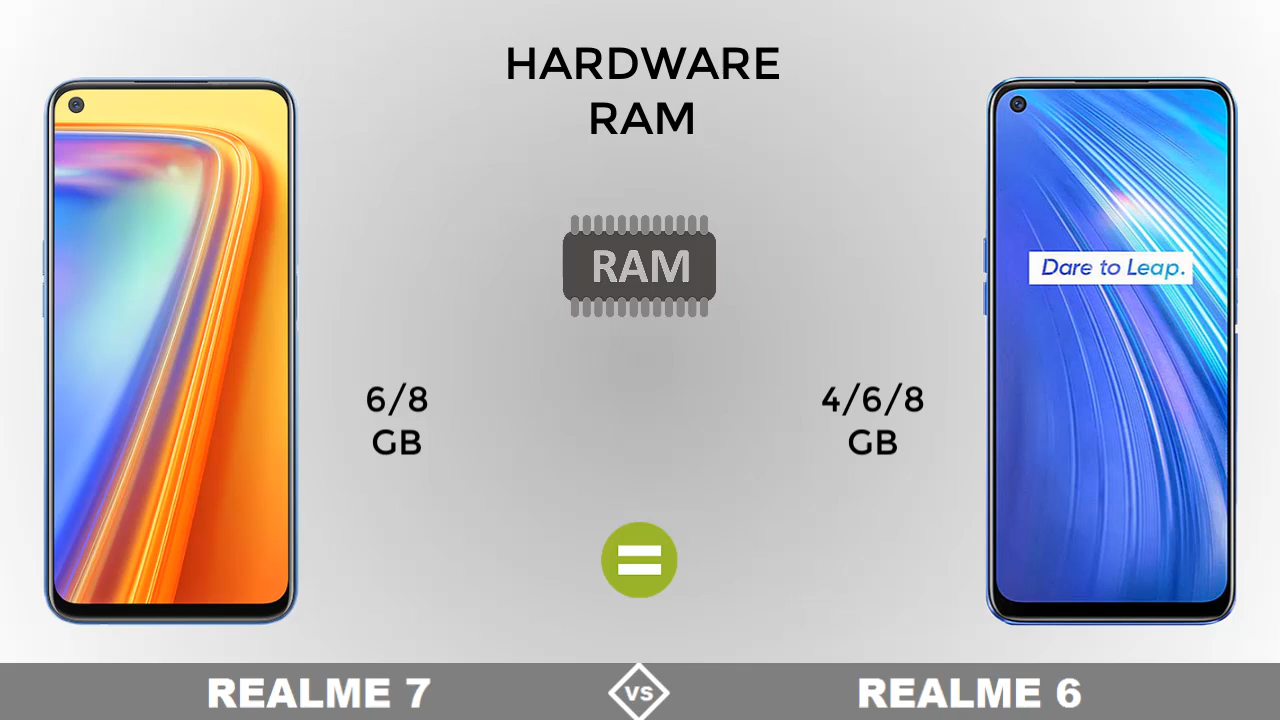 HARDWARE
RAM
RAM
Dare to Leap.
6/8
GB
4/6/8
GB
REALME 7
VS
REALME 6